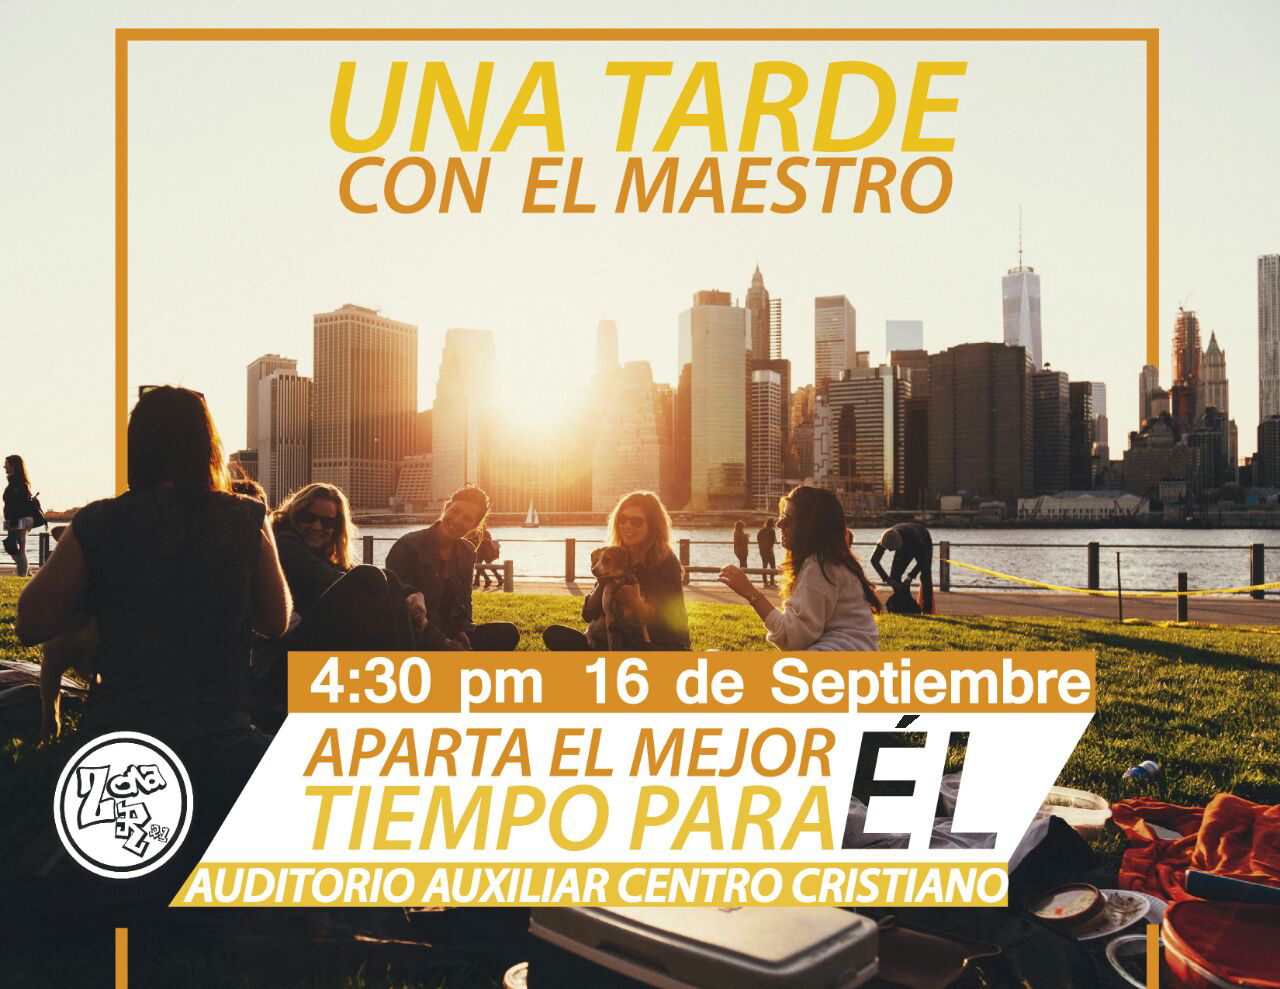 UNA TARDE
CON EL MAESTRO
4:30 pm 16 de Septiembre
APARTA EL MEJOR
TIEMPO PARA ÉL
AUDITORIO AUXILIAR CENTRO CRISTIANO
Zona